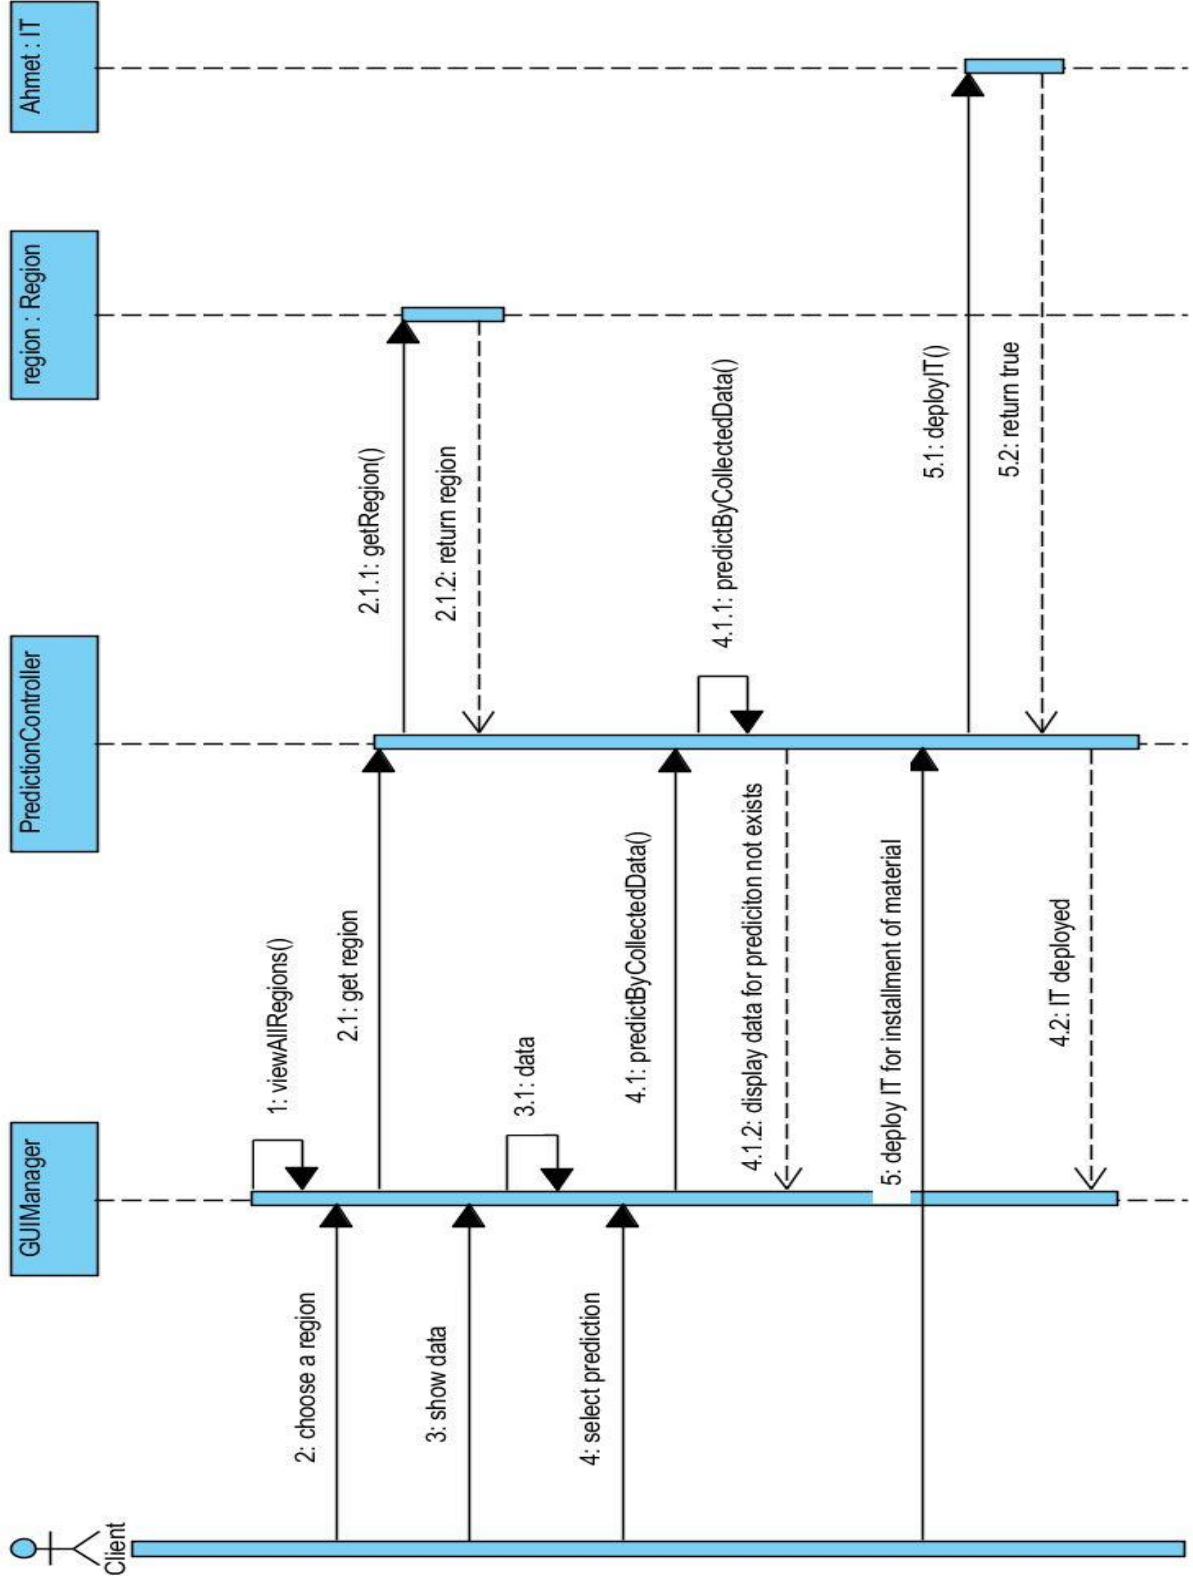 Client
GUIManager
PredictionController
region : Region
Ahmet : IT
1: viewAllRegions()
2: choose a region
2.1: get region
2.1.1: getRegion()
2.1.2: return region
3: show data
3.1: data
4: select prediction
4.1: predictByCollectedData()
4.1.1: predictByCollectedData()
4.1.2: display data for prediciton not exists
5: deploy IT for installment of material
5.1: deployIT()
5.2: return true
4.2: IT deployed